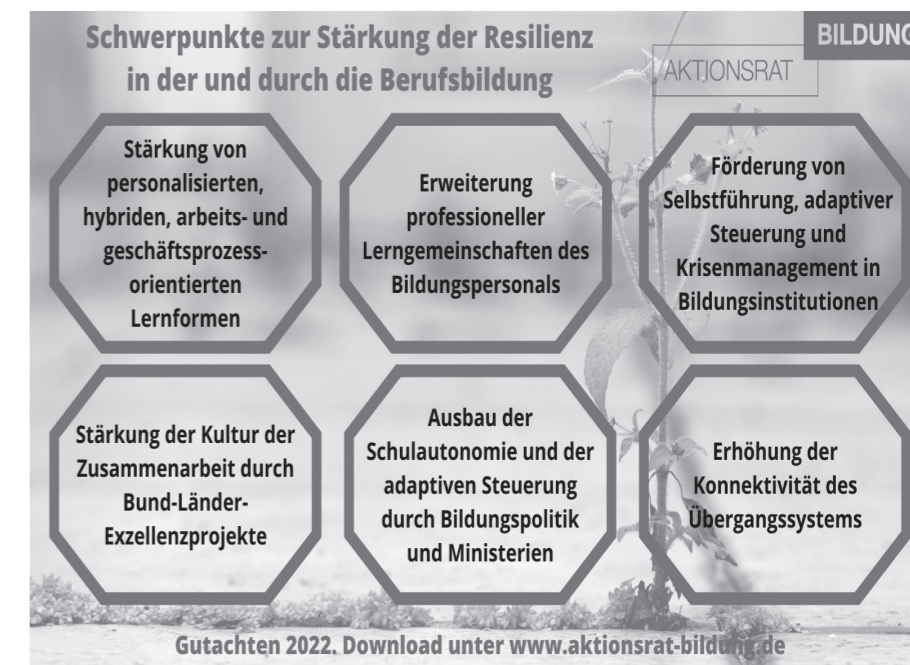 Schwerpunkte zur Stärkung der Resilienz
in der und durch die Berufsbildung
BILDUNG
AKTIONSRAT
Stärkung von
personalisierten,
hybriden, arbeits- und
geschäftsprozess-
orientierten
Lernformen
Erweiterung
professioneller
Lerngemeinschaften des
Bildungspersonals
Förderung von
Selbstführung, adaptiver
Steuerung und
Krisenmanagement in
Bildungsinstitutionen
Stärkung der Kultur der
Zusammenarbeit durch
Bund-Länder-
Exzellenzprojekte
Ausbau der
Schulautonomie und der
adaptiven Steuerung
durch Bildungspolitik
und Ministerien
Erhöhung der
Konnektivität des
Übergangssystems
Gutachten 2022. Download unter www.aktionsrat-bildung.de